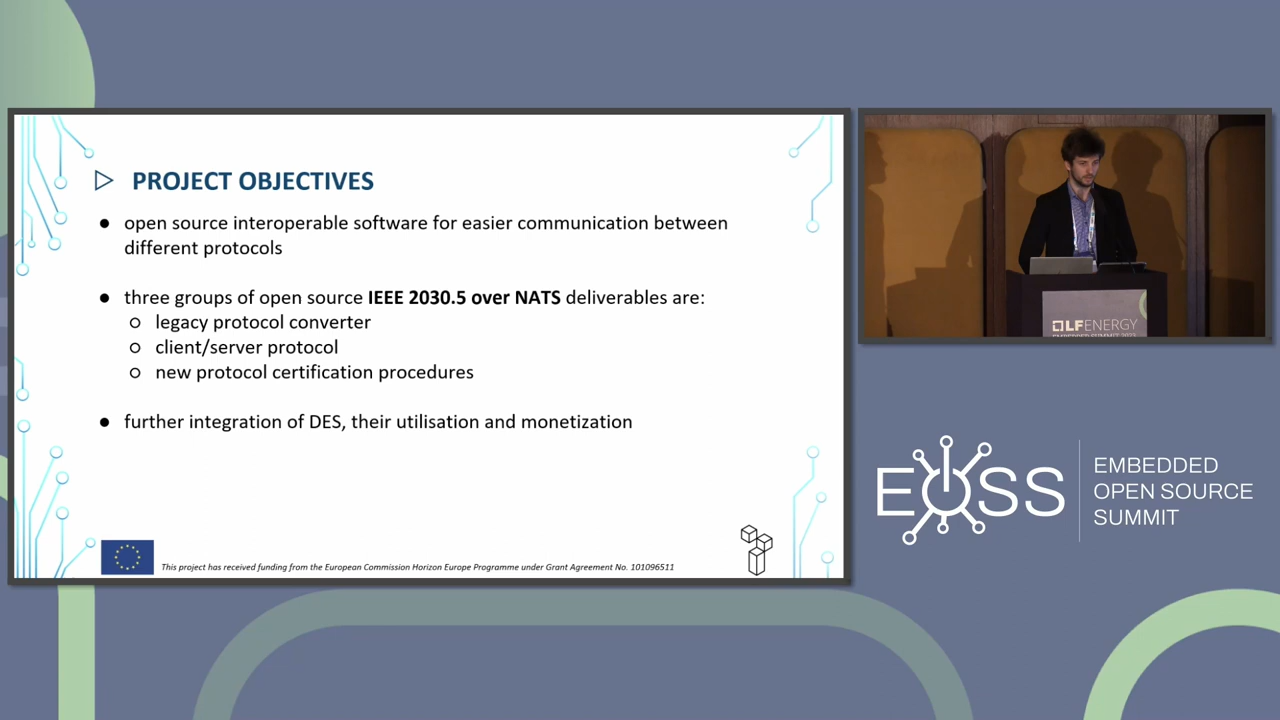 PROJECT OBJECTIVES
● open source interoperable software for easier communication between
different protocols
● three groups of open source IEEE 2030.5 over NATS deliverables are:
○ legacy protocol converter
○ client/server protocol
○ new protocol certification procedures
● further integration of DES, their utilisation and monetization
This project has received funding from the European Commission Horizon Europe Programme under Grant Agreement No. 101096511
LFENERGY
EOSS
EMBEDDED
OPEN SOURCE
SUMMIT